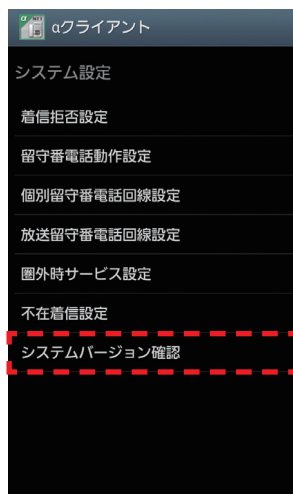 αクライアント
システム設定
着信拒否設定
留守番電話動作設定
個別留守番電話回線設定
放送留守番電話回線設定
圏外時サービス設定
不在着信設定
システムバージョン確認